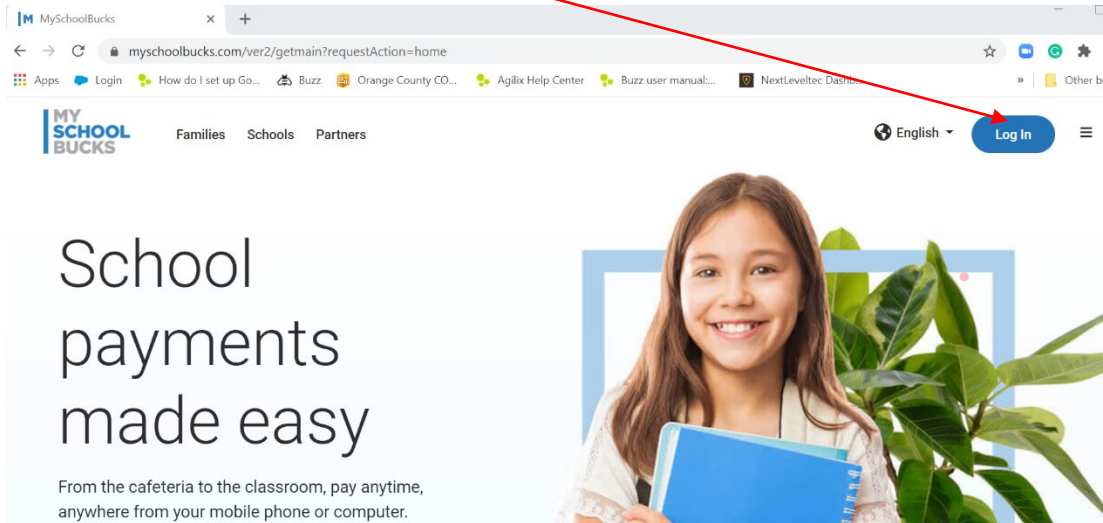 M MySchoolBucks × +
myschoolbucks.com/ver2/getmain?requestAction=home
Apps Login How do I set up Go... Buzz Orange County CO... Agilix Help Center Buzz user manual:... NextLeveltec Dashb... » Other b
MY
SCHOOL
BUCKS
Families Schools Partners English Log In
School
payments
made easy
From the cafeteria to the classroom, pay anytime,
anywhere from your mobile phone or computer.